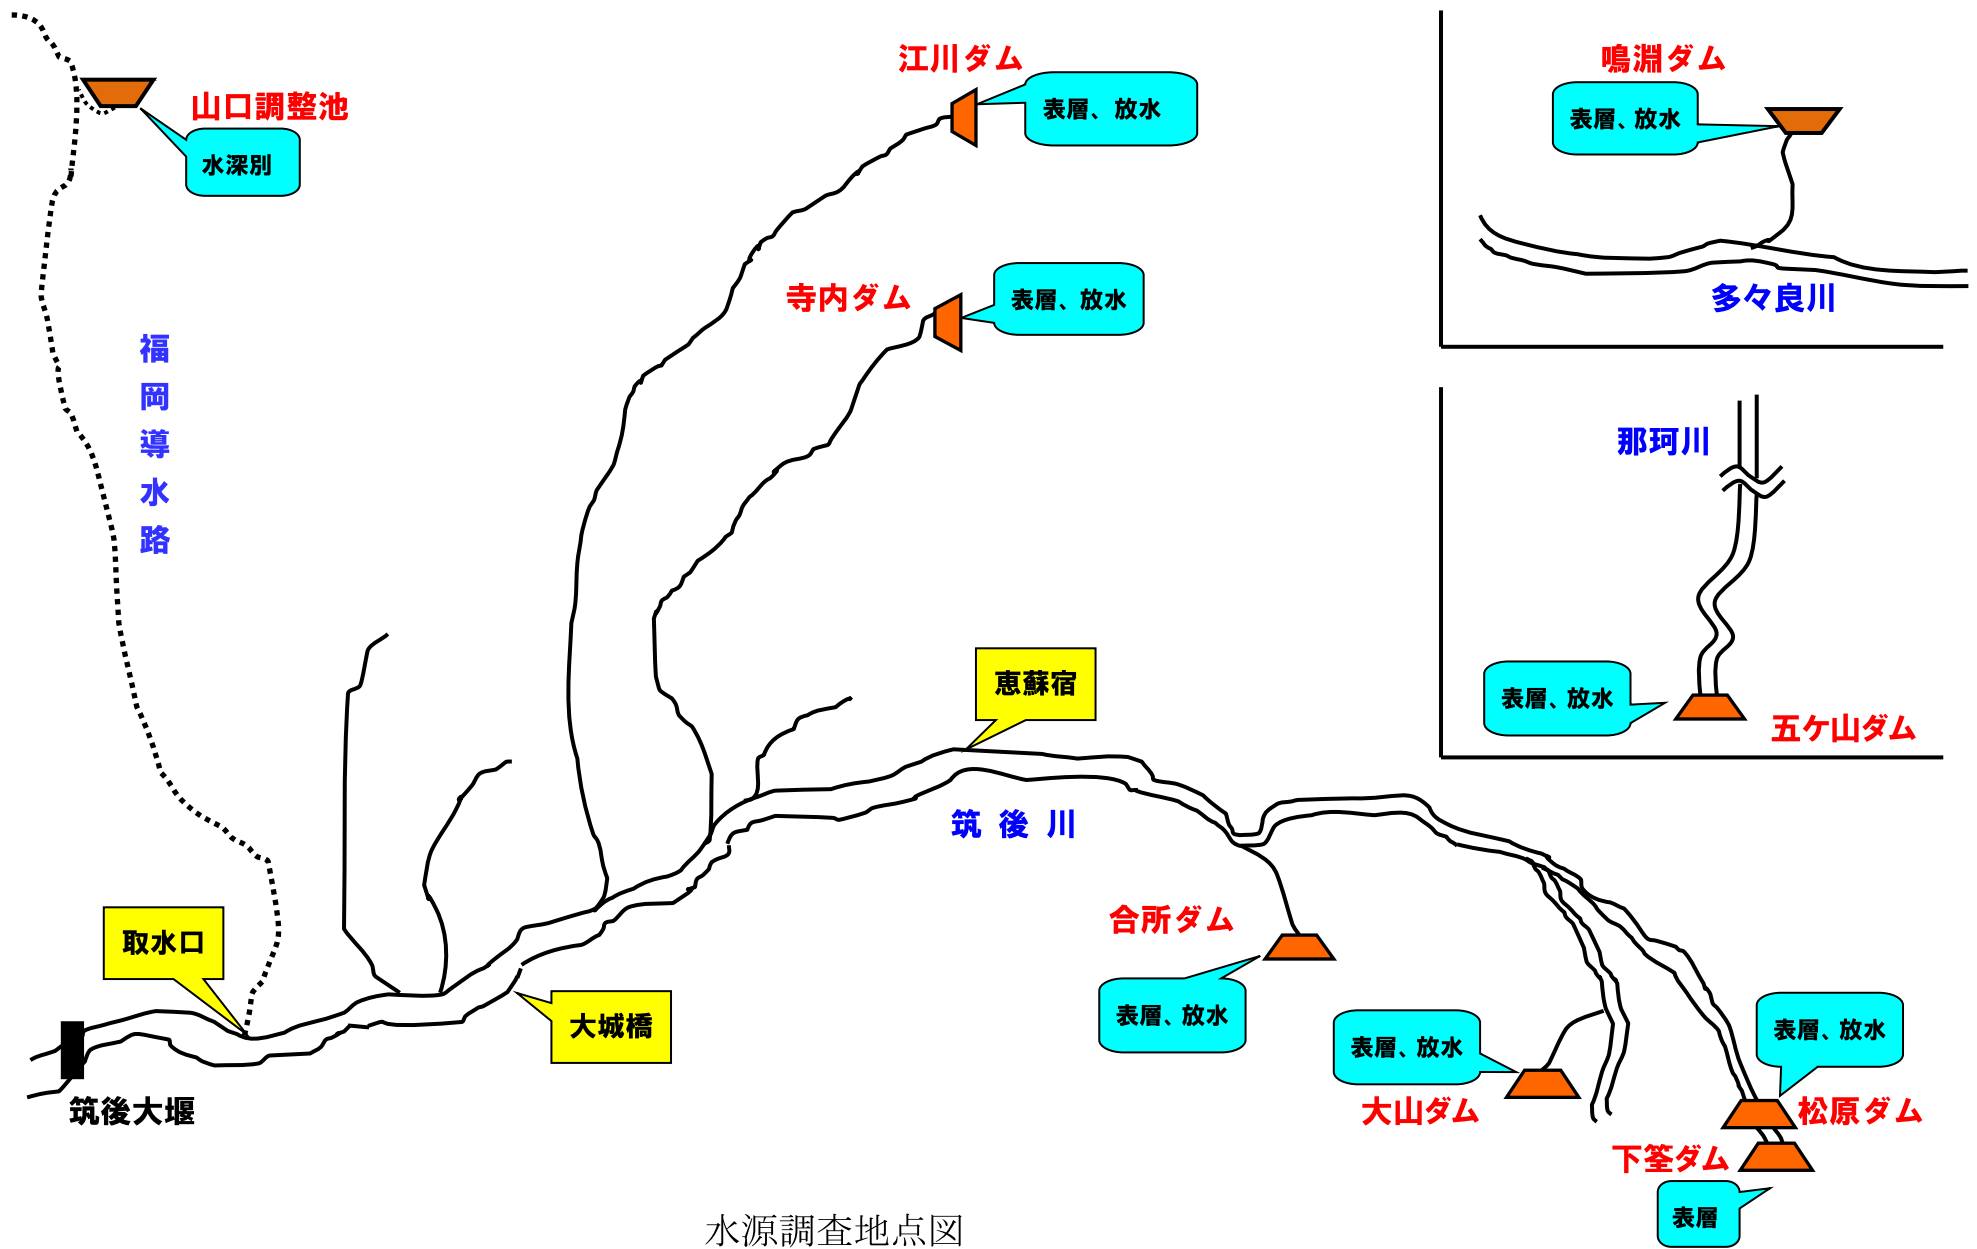 山口調整池
水深別
江川ダム
表層、放水
鳴淵ダム
表層、放水
多々良川
寺内ダム
表層、放水
福岡導水路
那珂川
表層、放水
五ケ山ダム
恵蘇宿
筑後川
取水口
大城橋
筑後大堰
合所ダム
表層、放水
表層、放水
大山ダム
表層、放水
松原ダム
下筌ダム
表層
水源調査地点図